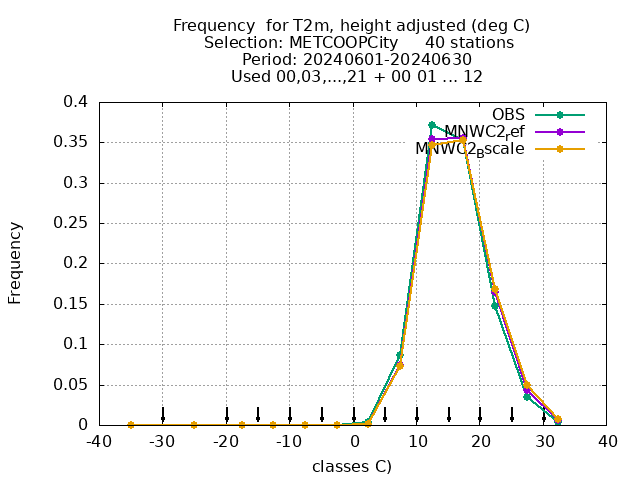 Frequency  for T2m, height adjusted (deg C)
Selection: METCOOPCity     40 stations
Period: 20240601-20240630
Used 00,03,...,21 + 00 01 ... 12
0.4
0.35
0.3
0.25
0.2
0.15
0.1
0.05
0
Frequency
OBS
MNWC2ref
MNWC2Bscale
-40 -30 -20 -10 0 10 20 30 40
classes C)